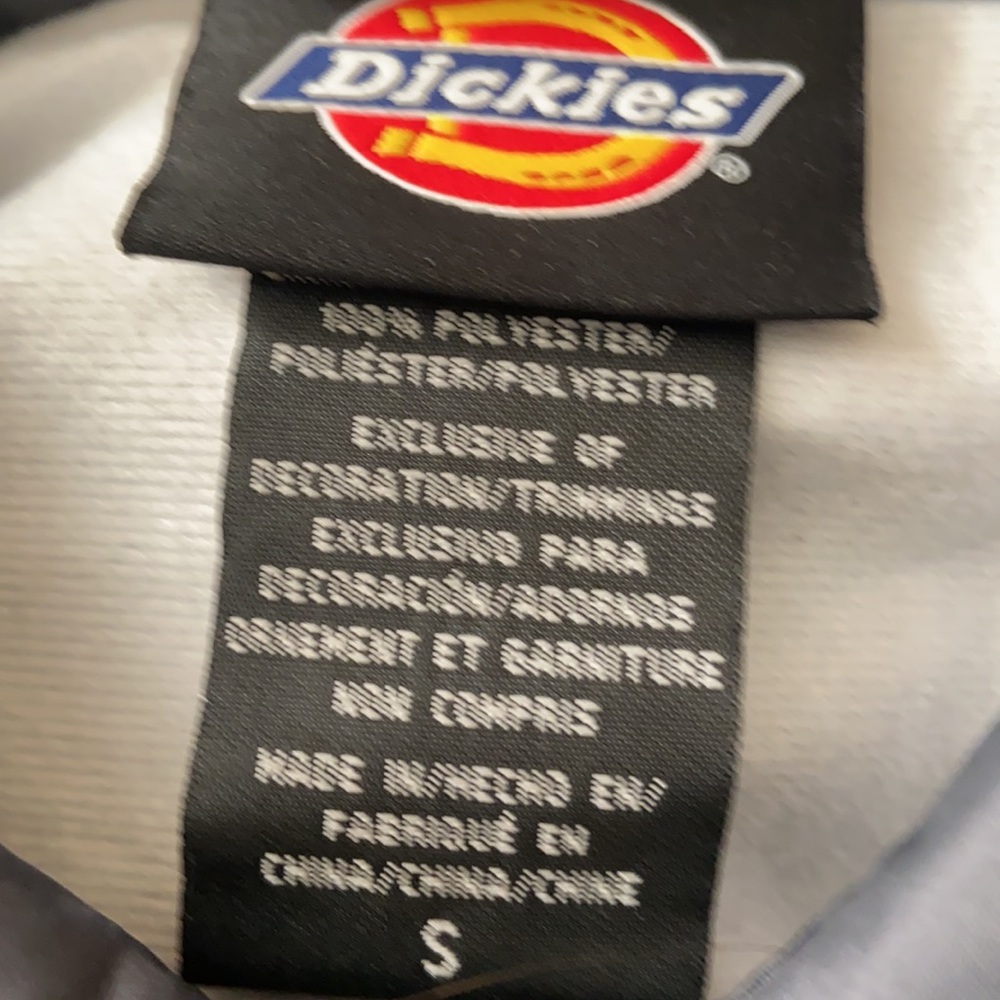 Dickies
®
100% POLYESTER/
POLIÉSTER/POLYESTER
EXCLUSIVE OF
DECORATION/TRIMMINGS
EXCLUSIVO PARA
DECORACIÓN/ADORNOS
ORNEMENT ET GARNITURE
NON COMPRIS
MADE IN/HECHO EN/
FABRIQUÉ EN
CHINA/CHINA/CHINE
S